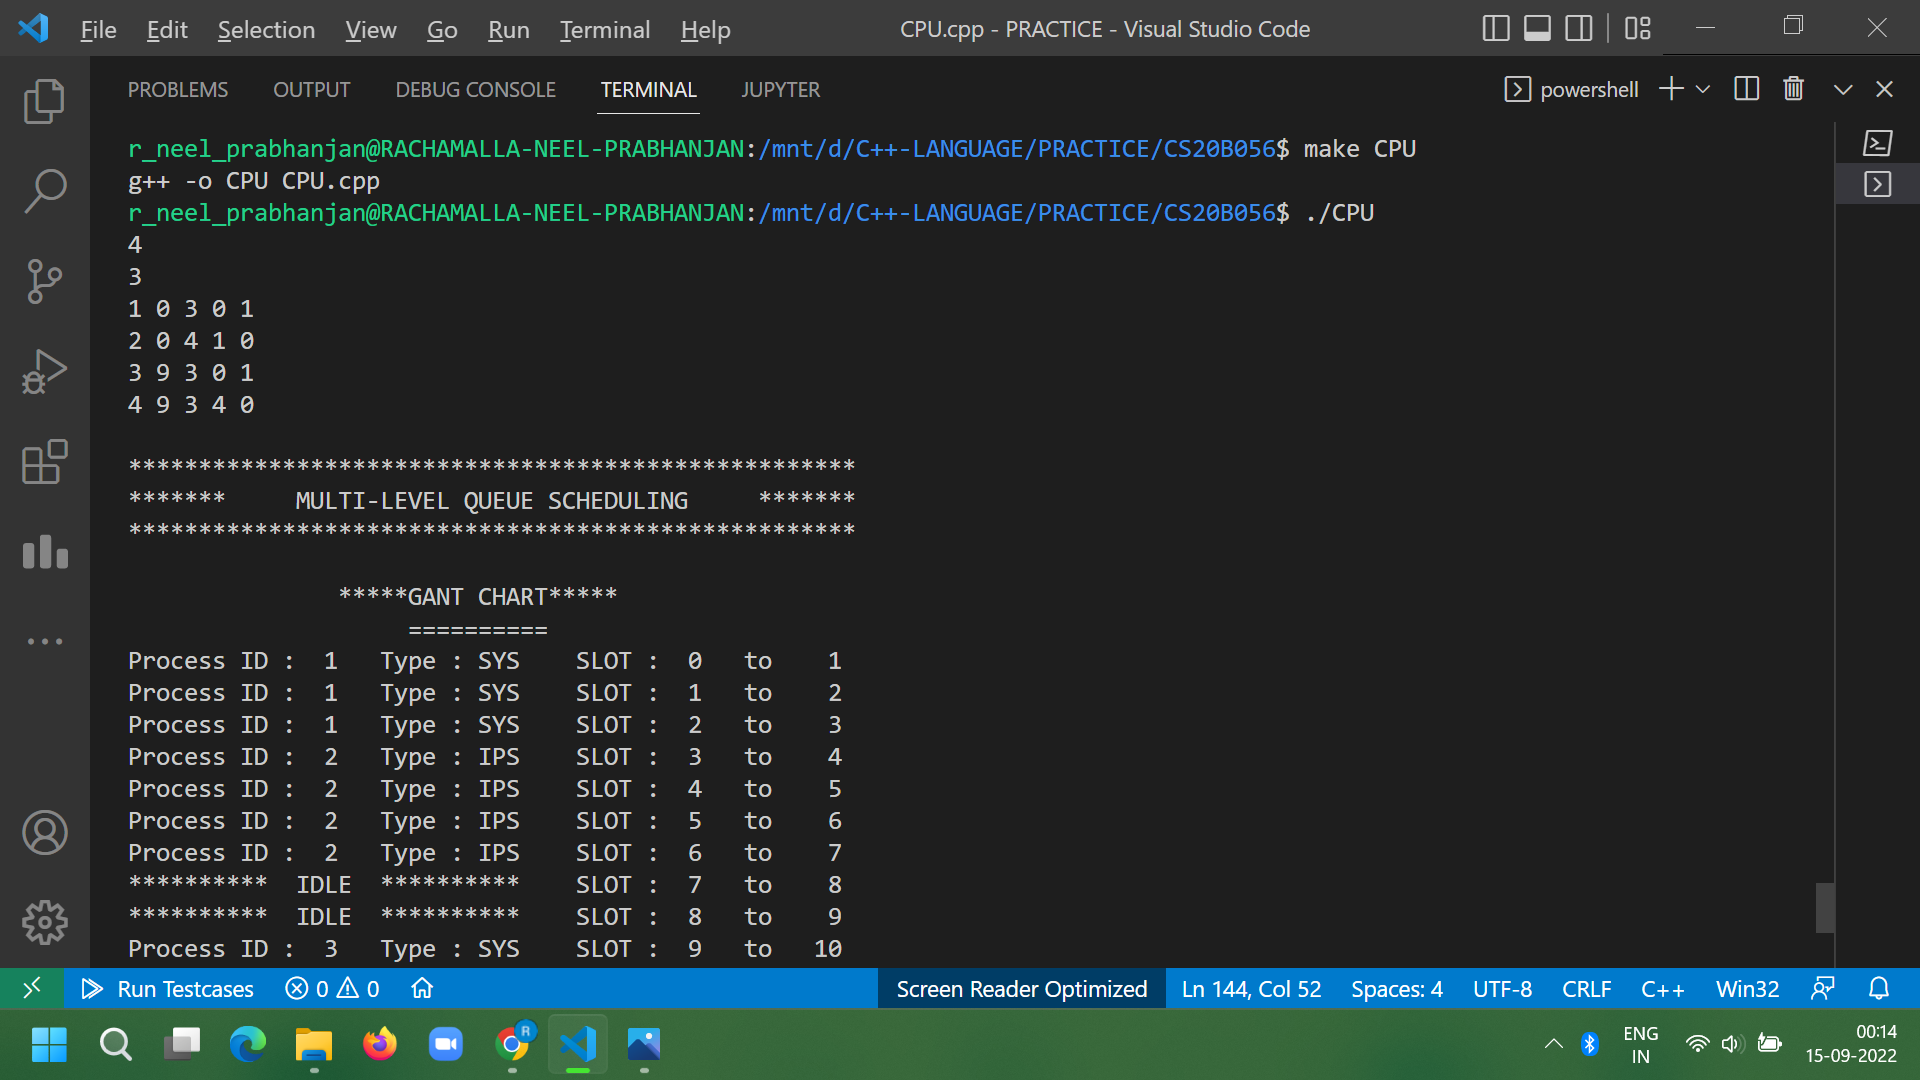 File Edit Selection View Go Run Terminal Help CPU.cpp - PRACTICE - Visual Studio Code
PROBLEMS OUTPUT DEBUG CONSOLE TERMINAL JUPYTER powershell
r_neel_prabhanjan@RACHAMALLA-NEEL-PRABHANJAN:/mnt/d/C++-LANGUAGE/PRACTICE/CS20B056$ make CPU
g++ -o CPU CPU.cpp
r_neel_prabhanjan@RACHAMALLA-NEEL-PRABHANJAN:/mnt/d/C++-LANGUAGE/PRACTICE/CS20B056$ ./CPU
4
3
1 0 3 0 1
2 0 4 1 0
3 9 3 0 1
4 9 3 4 0
****************************************************
*******     MULTI-LEVEL QUEUE SCHEDULING     *******
****************************************************
*****GANT CHART*****
==========
Process ID :  1   Type : SYS    SLOT :  0   to    1
Process ID :  1   Type : SYS    SLOT :  1   to    2
Process ID :  1   Type : SYS    SLOT :  2   to    3
Process ID :  2   Type : IPS    SLOT :  3   to    4
Process ID :  2   Type : IPS    SLOT :  4   to    5
Process ID :  2   Type : IPS    SLOT :  5   to    6
Process ID :  2   Type : IPS    SLOT :  6   to    7
**********  IDLE  **********    SLOT :  7   to    8
**********  IDLE  **********    SLOT :  8   to    9
Process ID :  3   Type : SYS    SLOT :  9   to   10
Run Testcases 0 0 Screen Reader Optimized Ln 144, Col 52 Spaces: 4 UTF-8 CRLF C++ Win32
R
ENG 00:14
IN 15-09-2022